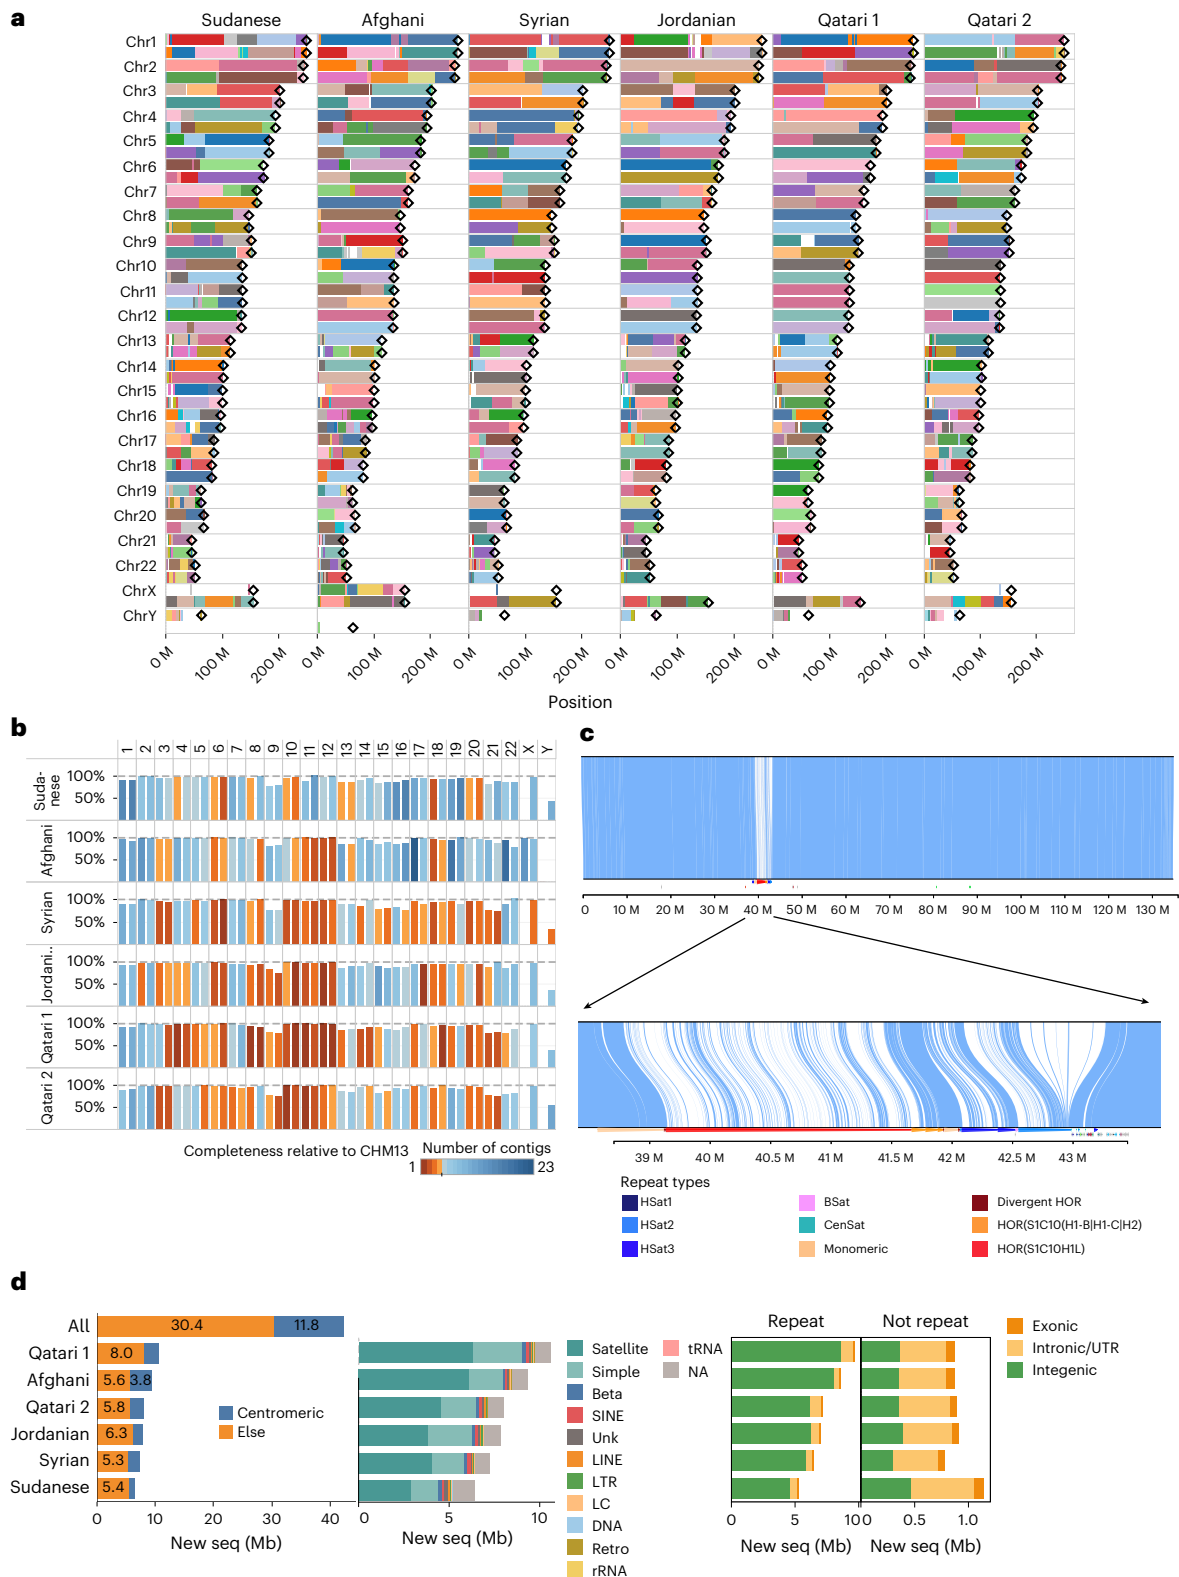 a
Sudanese Afghani Syrian Jordanian Qatari 1 Qatari 2
Chr1
Chr2
Chr3
Chr4
Chr5
Chr6
Chr7
Chr8
Chr9
Chr10
Chr11
Chr12
Chr13
Chr14
Chr15
Chr16
Chr17
Chr18
Chr19
Chr20
Chr21
Chr22
ChrX
ChrY
0 M 100 M 200 M 0 M 100 M 200 M 0 M 100 M 200 M 0 M 100 M 200 M 0 M 100 M 200 M 0 M 100 M 200 M
Position
b
1 2 3 4 5 6 7 8 9 10 11 12 13 14 15 16 17 18 19 20 21 22 X Y
Suda-
nese
100%
50%
Afghani
100%
50%
Syrian
100%
50%
Jordani..
100%
50%
Qatari 1
100%
50%
Qatari 2
100%
50%
Completeness relative to CHM13
Number of contigs
1 23
c
0 10 M 20 M 30 M 40 M 50 M 60 M 70 M 80 M 90 M 100 M 110 M 120 M 130 M
39 M 40 M 40.5 M 41 M 41.5 M 42 M 42.5 M 43 M
Repeat types
HSat1 BSat Divergent HOR
HSat2 CenSat HOR(S1C10(H1-B|H1-C|H2)
HSat3 Monomeric HOR(S1C10H1L)
d
All 30.4 11.8
Qatari 1 8.0
Afghani 5.6 3.8
Qatari 2 5.8
Jordanian 6.3
Syrian 5.3
Sudanese 5.4
Centromeric
Else
0 10 20 30 40
New seq (Mb)
0 5 10
New seq (Mb)
Satellite
Simple
Beta
SINE
Unk
LINE
LTR
LC
DNA
Retro
rRNA
tRNA
NA
Repeat Not repeat
0 5 10 0 0.5 1.0
New seq (Mb) New seq (Mb)
Exonic
Intronic/UTR
Integenic